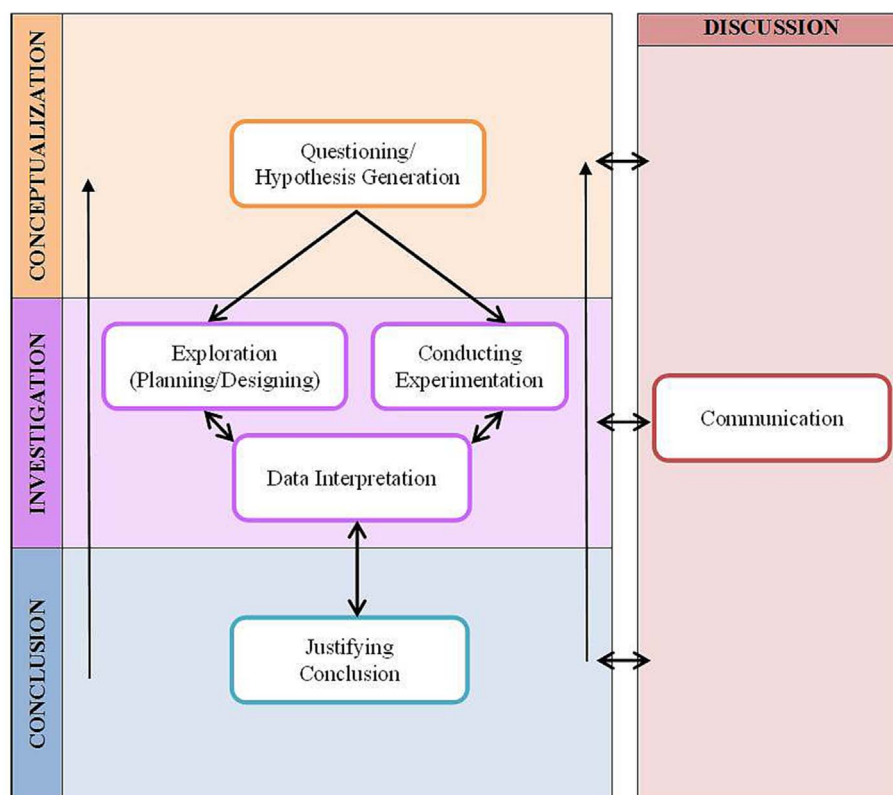 DISCUSSION
CONCEPTUALIZATION
Questioning/
Hypothesis Generation
INVESTIGATION
Exploration
(Planning/Designing)
Conducting
Experimentation
Data Interpretation
Communication
CONCLUSION
Justifying
Conclusion